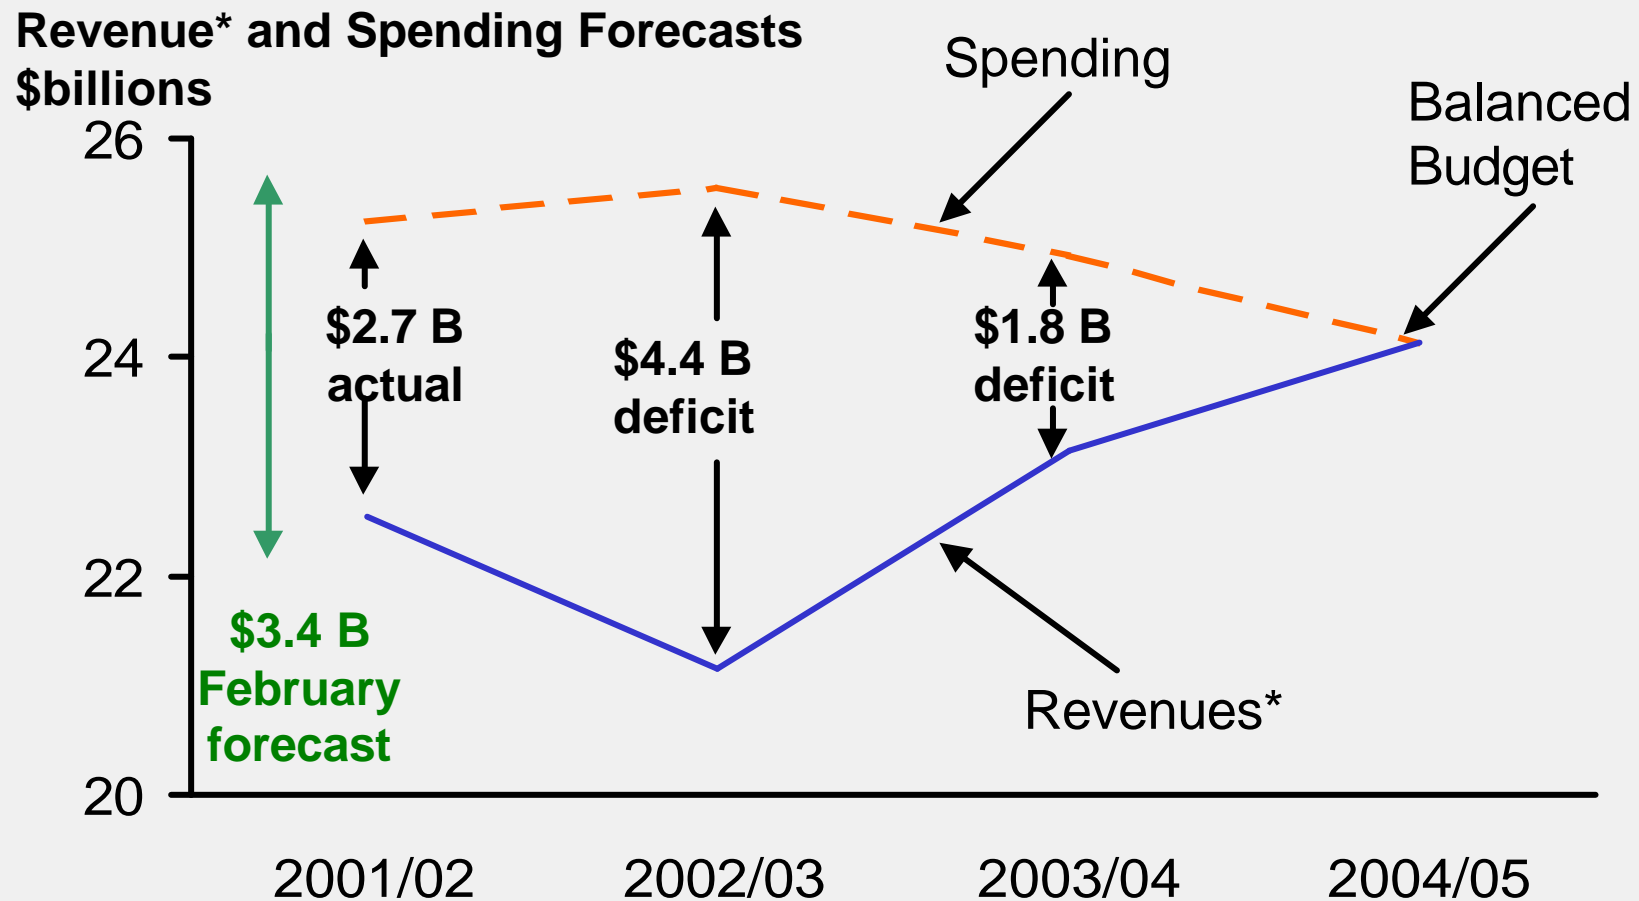 Revenue* and Spending Forecasts
$billions
Spending
Balanced
Budget
26
24
22
20
$2.7 B
actual
$4.4 B
deficit
$1.8 B
deficit
$3.4 B
February
forecast
Revenues*
2001/02
2002/03
2003/04
2004/05